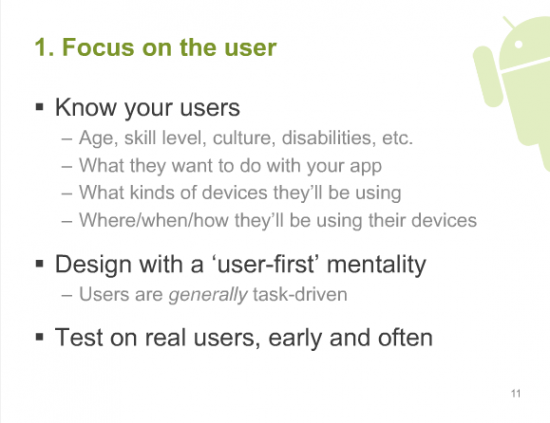 1. Focus on the user
▪ Know your users
– Age, skill level, culture, disabilities, etc.
– What they want to do with your app
– What kinds of devices they’ll be using
– Where/when/how they’ll be using their devices
▪ Design with a ‘user-first’ mentality
– Users are generally task-driven
▪ Test on real users, early and often
11